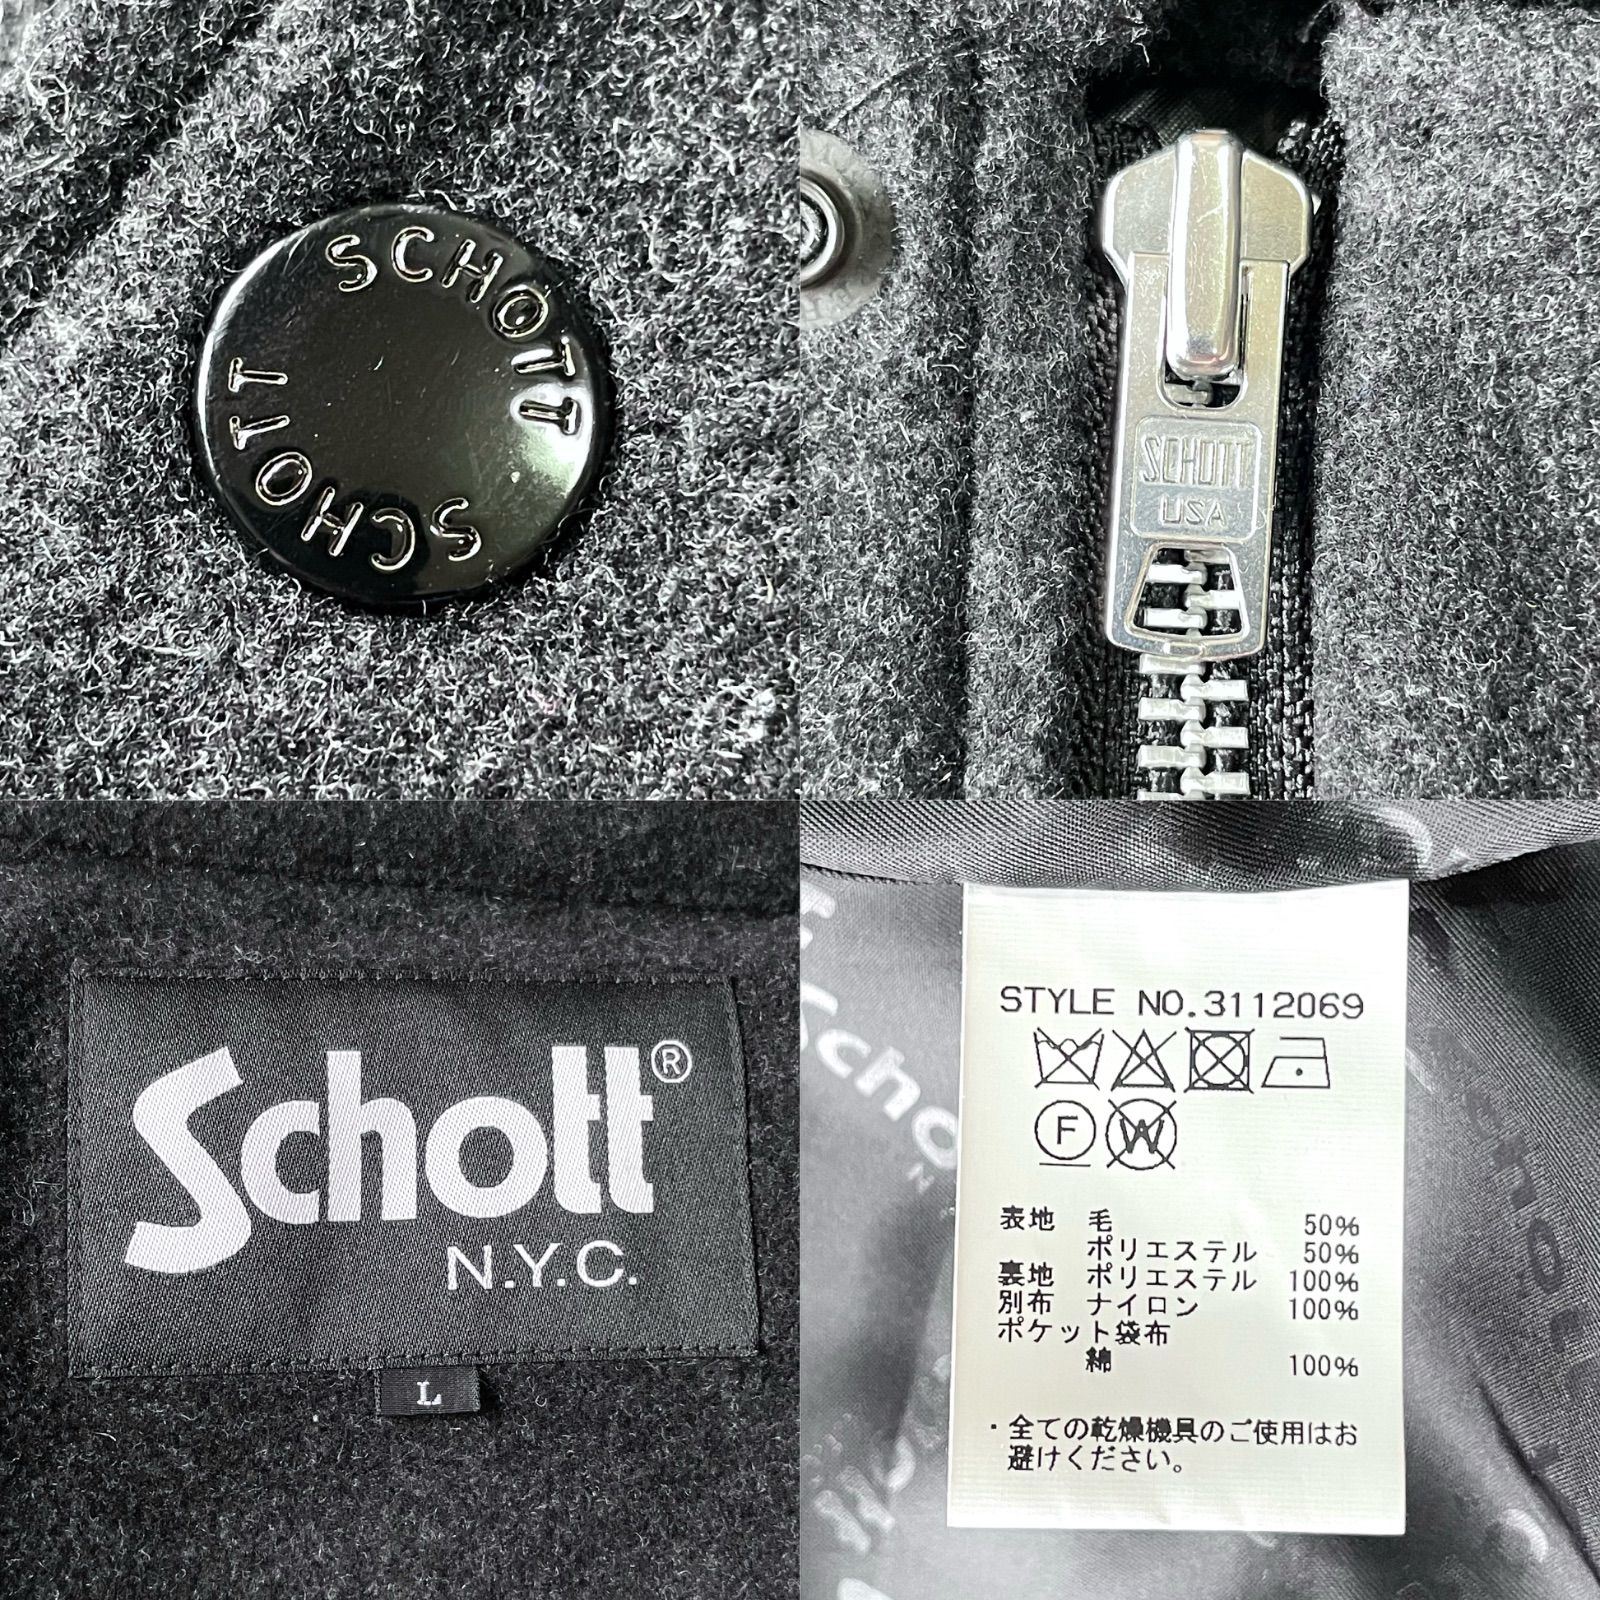 SCHOTT
SCHOTT
SCHOTT
USA
Schott®
N.Y.C.
L
Scho
N
STYLE NO.3112069
F
W
表地 毛 50%
ポリエステル 50%
裏地 ポリエステル 100%
別布 ナイロン 100%
ポケット袋布
綿 100%
・全ての乾燥機具のご使用はお
避けください。